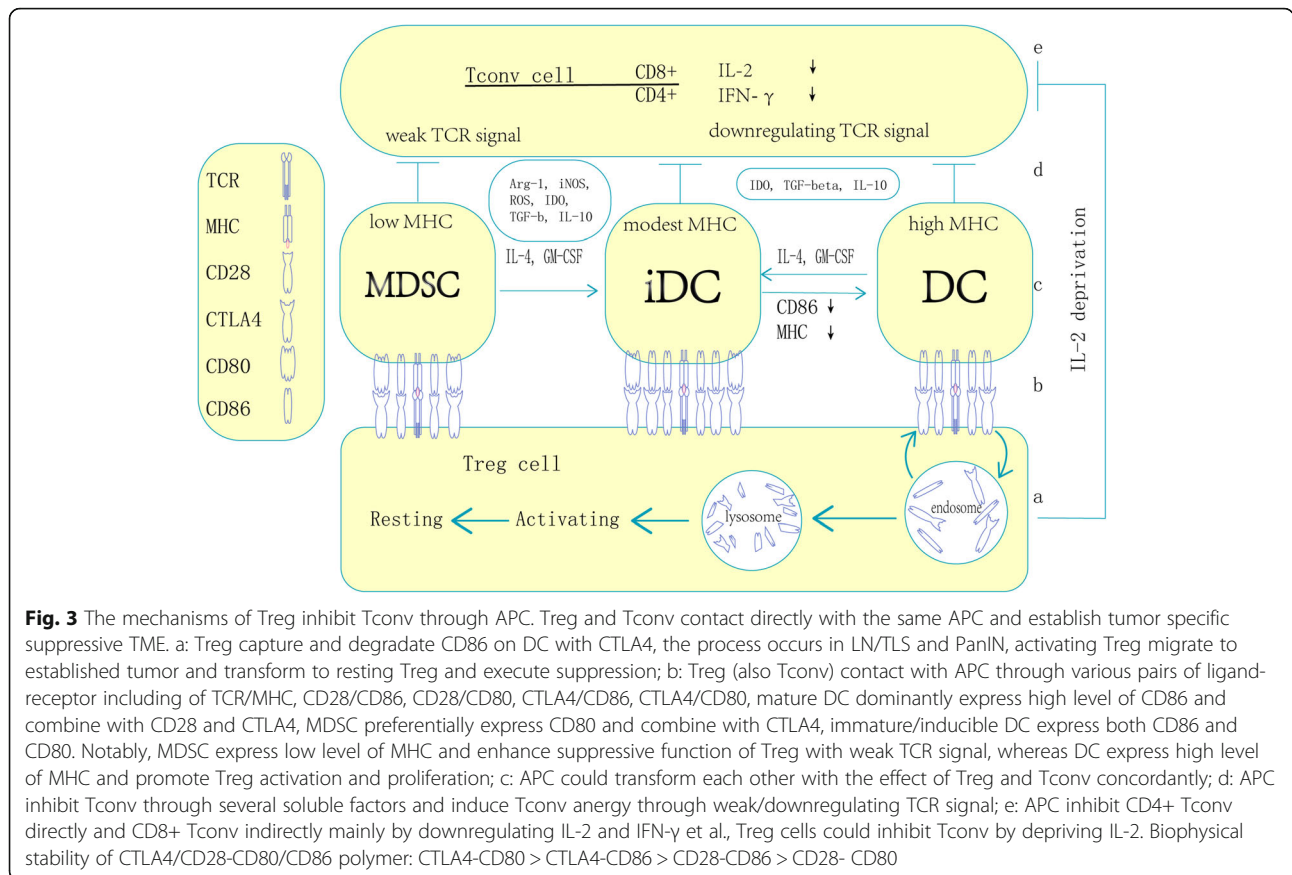 e
Tconv cell
CD8+
IL-2 ↓
CD4+
IFN- γ ↓
weak TCR signal
downregulating TCR signal
d
TCR
MHC
CD28
CTLA4
CD80
CD86
Arg-1, iNOS,
ROS, IDO,
TGF-b, IL-10
IDO, TGF-beta, IL-10
low MHC
modest MHC
high MHC
MDSC
IL-4, GM-CSF
iDC
IL-4, GM-CSF
DC
c
CD86 ↓
MHC ↓
IL-2 deprivation
b
Treg cell
a
Resting
Activating
lysosome
endosome
Fig. 3 The mechanisms of Treg inhibit Tconv through APC. Treg and Tconv contact directly with the same APC and establish tumor specific
suppressive TME. a: Treg capture and degradate CD86 on DC with CTLA4, the process occurs in LN/TLS and PanIN, activating Treg migrate to
established tumor and transform to resting Treg and execute suppression; b: Treg (also Tconv) contact with APC through various pairs of ligand-
receptor including of TCR/MHC, CD28/CD86, CD28/CD80, CTLA4/CD86, CTLA4/CD80, mature DC dominantly express high level of CD86 and
combine with CD28 and CTLA4, MDSC preferentially express CD80 and combine with CTLA4, immature/inducible DC express both CD86 and
CD80. Notably, MDSC express low level of MHC and enhance suppressive function of Treg with weak TCR signal, whereas DC express high level
of MHC and promote Treg activation and proliferation; c: APC could transform each other with the effect of Treg and Tconv concordantly; d: APC
inhibit Tconv through several soluble factors and induce Tconv anergy through weak/downregulating TCR signal; e: APC inhibit CD4+ Tconv
directly and CD8+ Tconv indirectly mainly by downregulating IL-2 and IFN-γ et al., Treg cells could inhibit Tconv by depriving IL-2. Biophysical
stability of CTLA4/CD28-CD80/CD86 polymer: CTLA4-CD80 > CTLA4-CD86 > CD28-CD86 > CD28- CD80